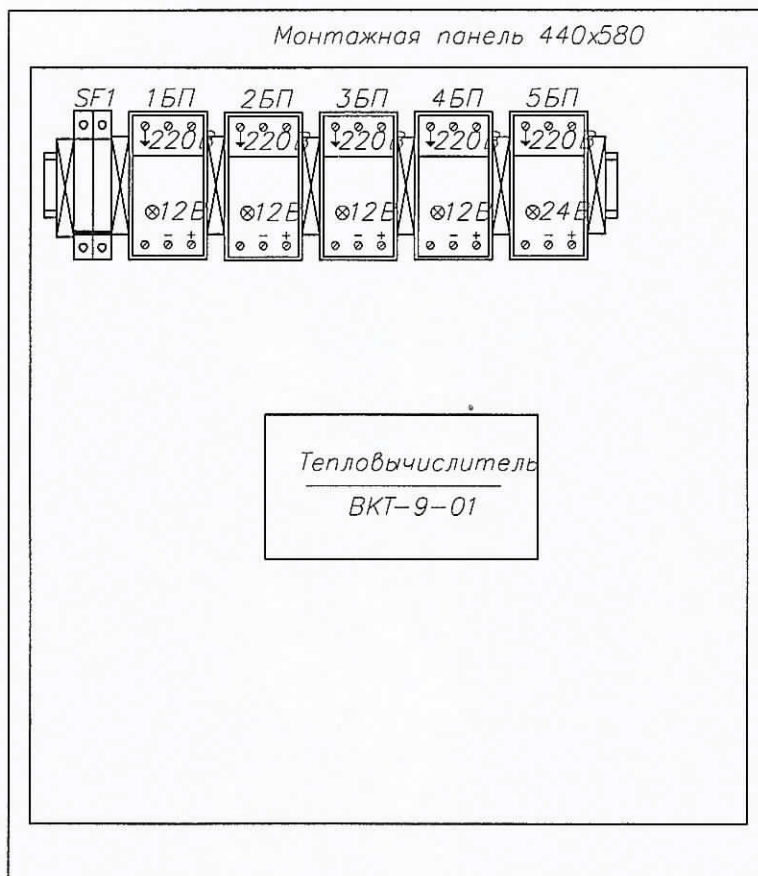 Монтажная панель 440х580
SF1 1БП 2БП 3БП 4БП 5БП
220В 220В 220В 220В 220В
12В 12В 12В 12В 24В
- + - + - + - + - +
Тепловычислитель
ВКТ-9-01